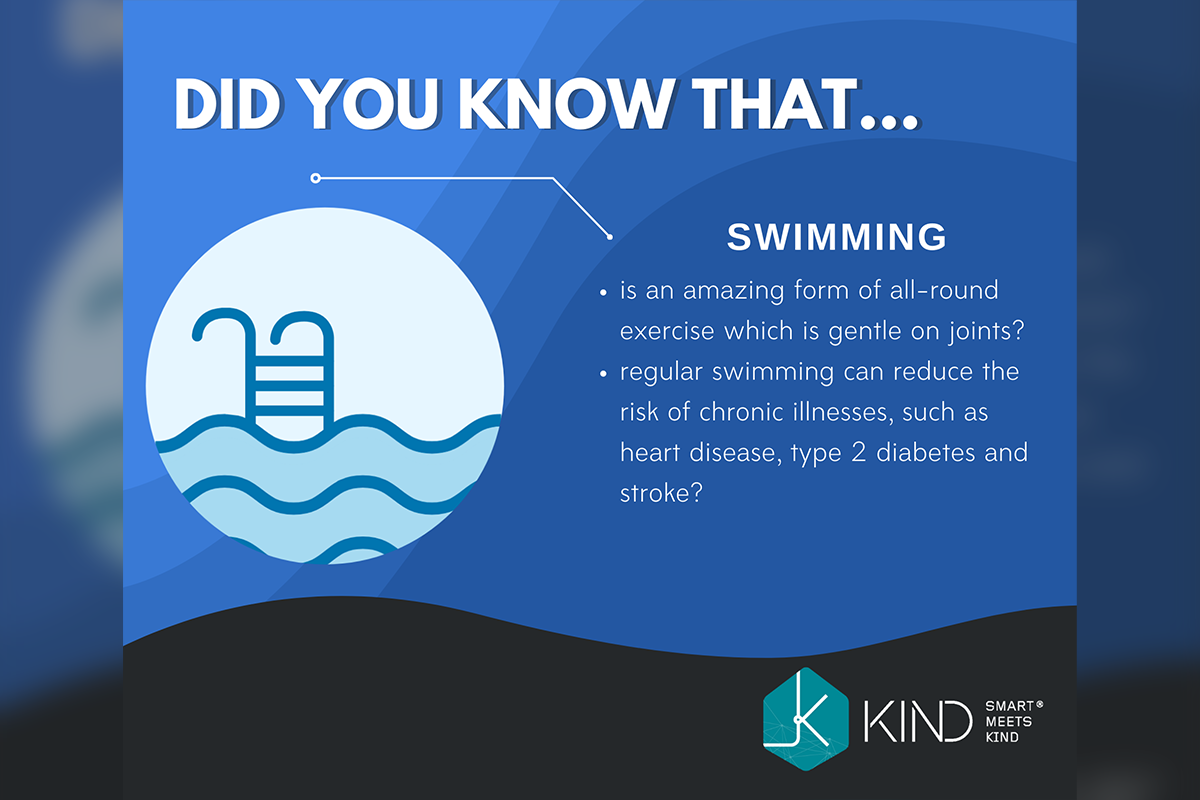 DID YOU KNOW THAT...
SWIMMING
• is an amazing form of all-round
exercise which is gentle on joints?
• regular swimming can reduce the
risk of chronic illnesses, such as
heart disease, type 2 diabetes and
stroke?
KIND
SMART®
MEETS
KIND